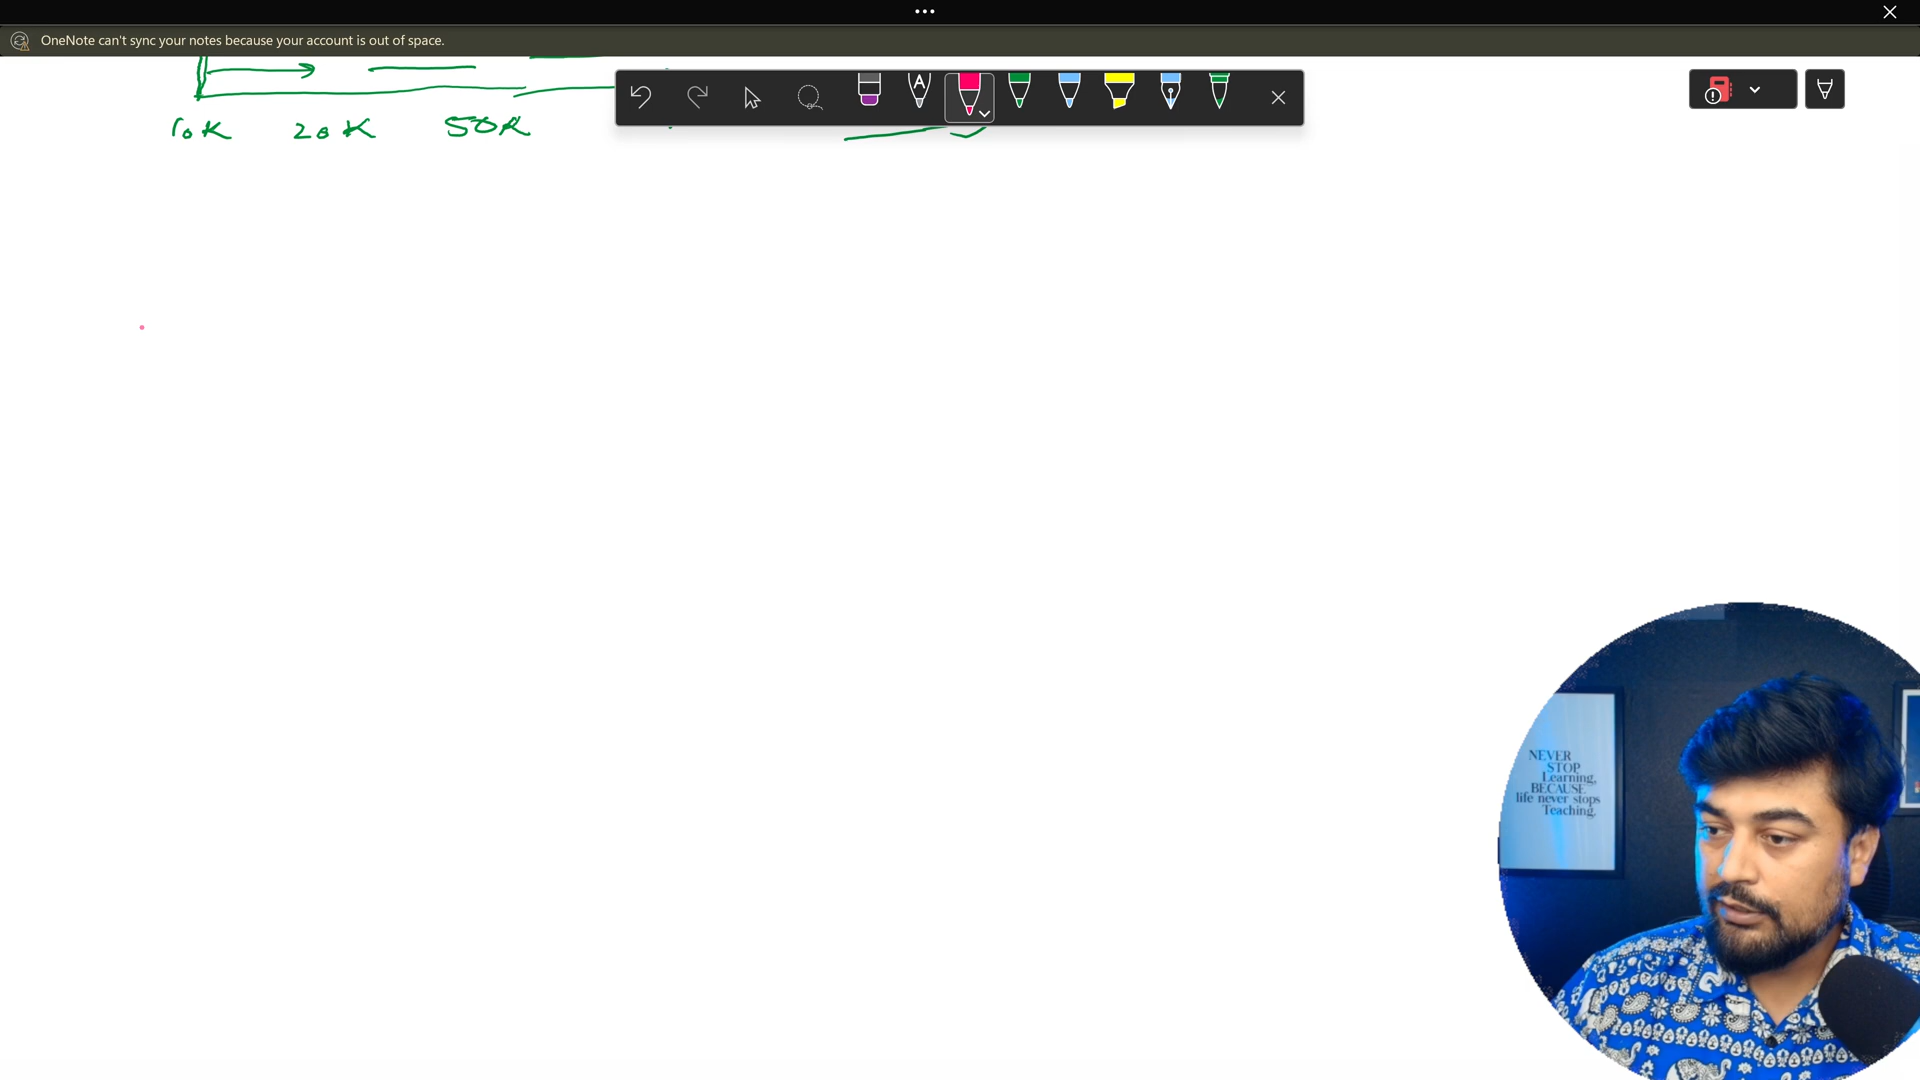 OneNote can't sync your notes because your account is out of space.
10K 20K 50K
A
NEVER
STOP
Learning,
BECAUSE
life never stops
Teaching.